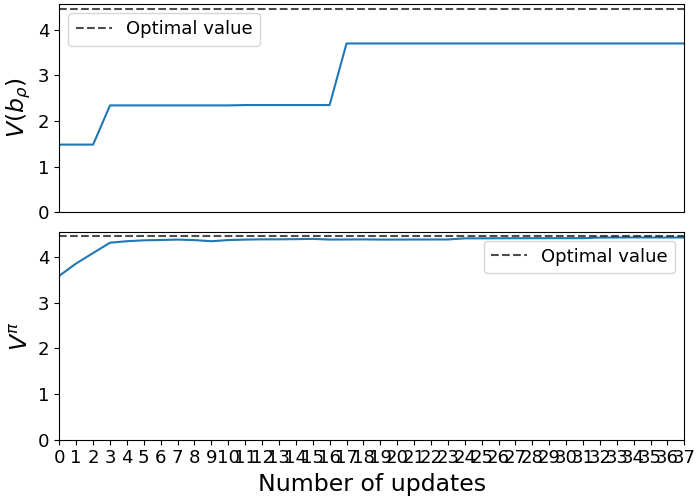 4
3
2
1
0
V(b_ρ)
Optimal value
4
3
2
1
0
V^π
Optimal value
0 1 2 3 4 5 6 7 8 9 10 11 12 13 14 15 16 17 18 19 20 21 22 23 24 25 26 27 28 29 30 31 32 33 34 35 36 37
Number of updates